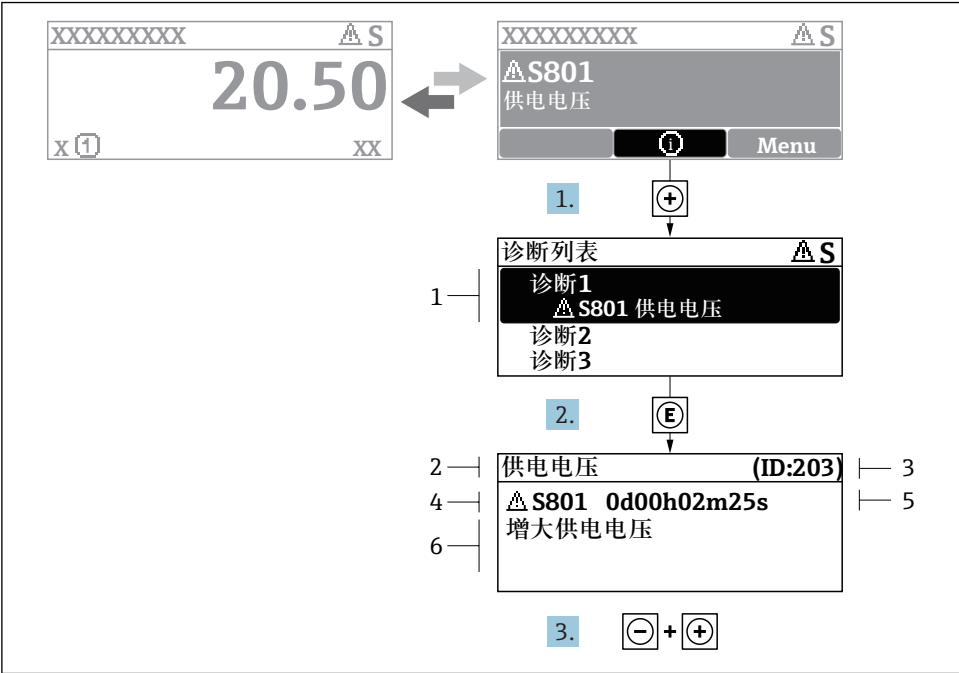 XXXXXXXXX ⚠ S
20.50
X ① XX
XXXXXXXXX ⚠ S
⚠S801
供电电压
ⓘ Menu
1. +
诊断列表 ⚠ S
1
诊断1
⚠ S801 供电电压
诊断2
诊断3
2. E
2 供电电压 (ID:203) 3
4 ⚠ S801 0d00h02m25s 5
6 增大供电电压
3. - + +